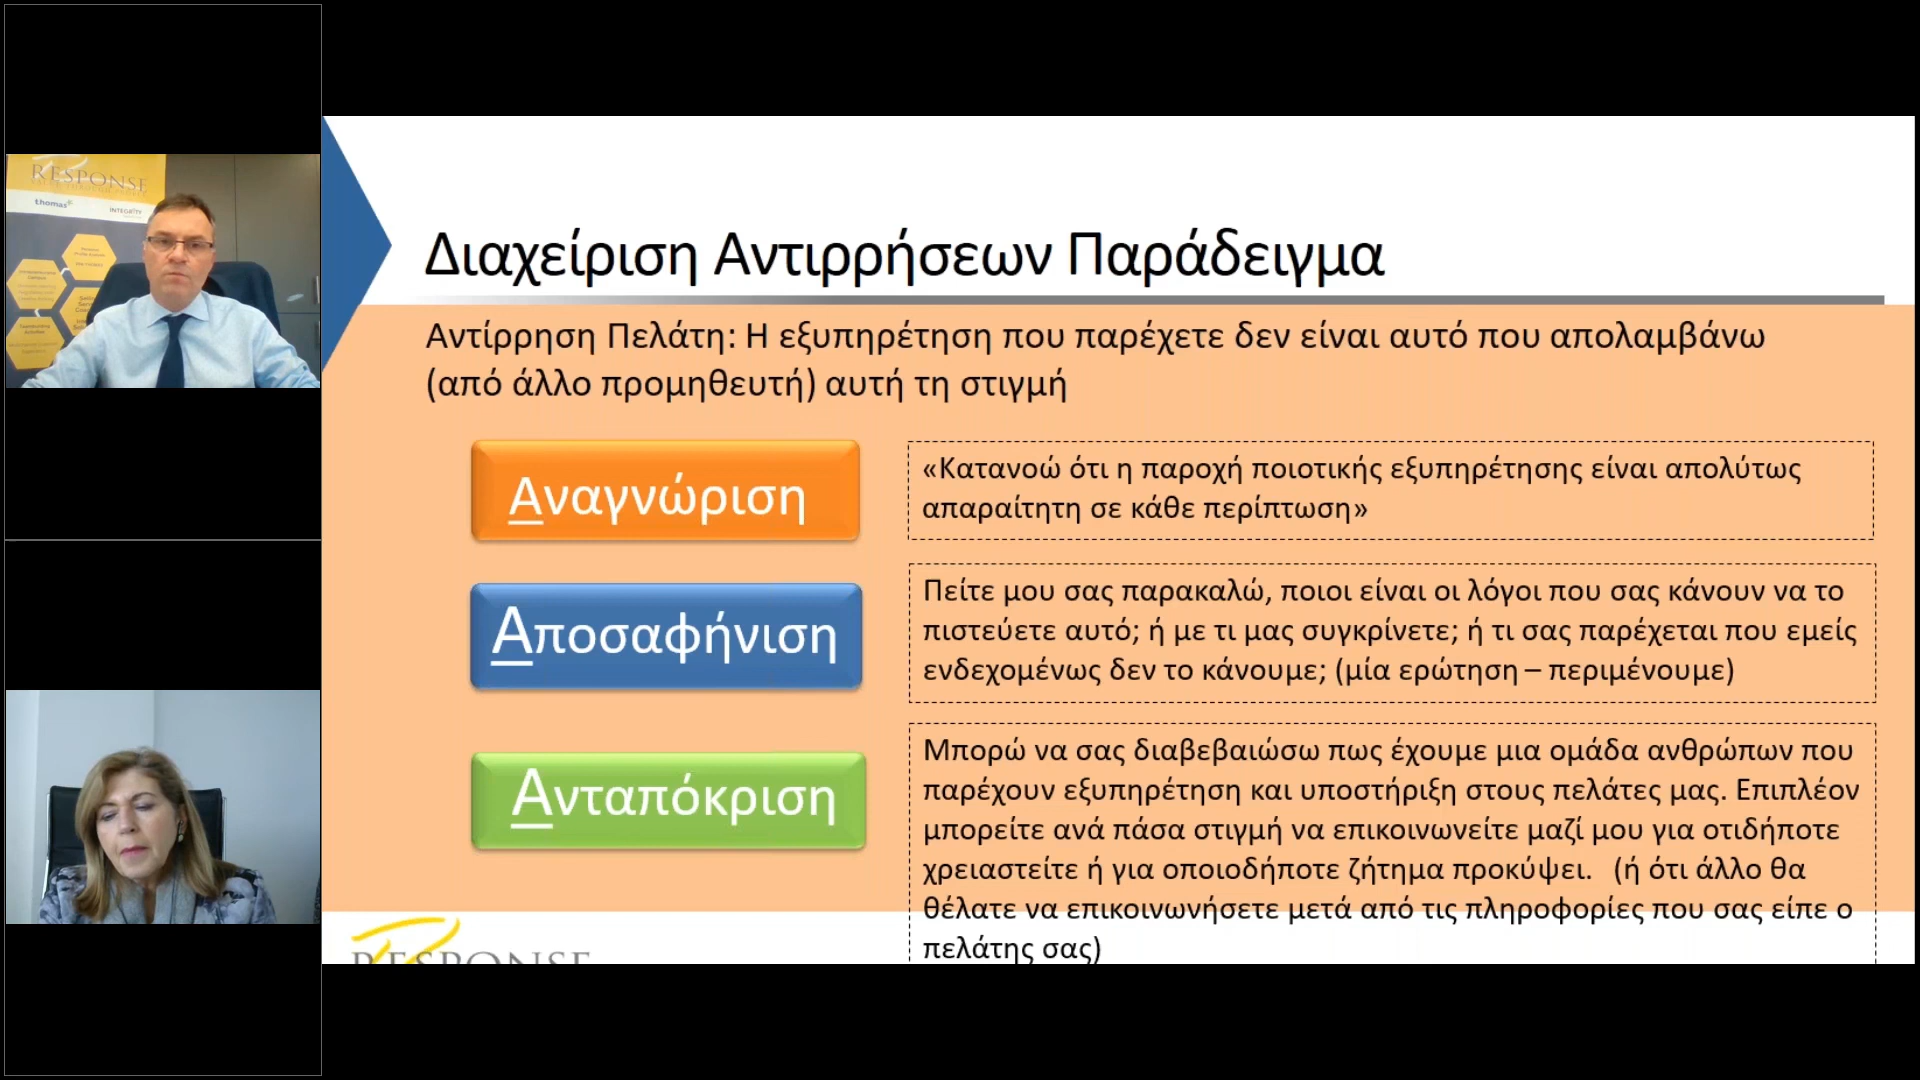 RESPONSE
thomas
INTEGRITY
Διαχείριση Αντιρρήσεων Παράδειγμα
Αντίρρηση Πελάτη: Η εξυπηρέτηση που παρέχετε δεν είναι αυτό που απολαμβάνω
(από άλλο προμηθευτή) αυτή τη στιγμή
Αναγνώριση
«Κατανοώ ότι η παροχή ποιοτικής εξυπηρέτησης είναι απολύτως
απαραίτητη σε κάθε περίπτωση»
Αποσαφήνιση
Πείτε μου σας παρακαλώ, ποιοι είναι οι λόγοι που σας κάνουν να το
πιστεύετε αυτό; ή με τι μας συγκρίνετε; ή τι σας παρέχεται που εμείς
ενδεχομένως δεν το κάνουμε; (μία ερώτηση – περιμένουμε)
Ανταπόκριση
Μπορώ να σας διαβεβαιώσω πως έχουμε μια ομάδα ανθρώπων που
παρέχουν εξυπηρέτηση και υποστήριξη στους πελάτες μας. Επιπλέον
μπορείτε ανά πάσα στιγμή να επικοινωνείτε μαζί μου για οτιδήποτε
χρειαστείτε ή για οποιοδήποτε ζήτημα προκύψει. (ή ότι άλλο θα
θέλατε να επικοινωνήσετε μετά από τις πληροφορίες που σας είπε ο
πελάτης σας)
RESPONSE